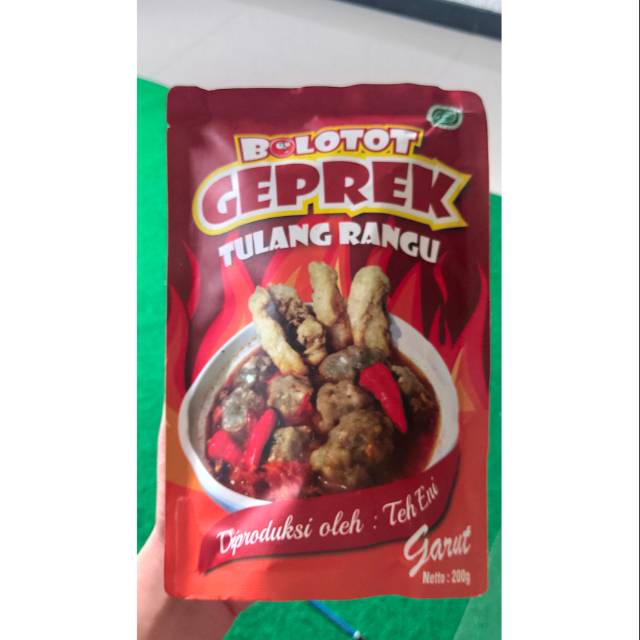 BOLOTOT
GEPREK
TULANG RANGU
Diproduksi oleh : Teh Eni
Garut
Netto : 200g